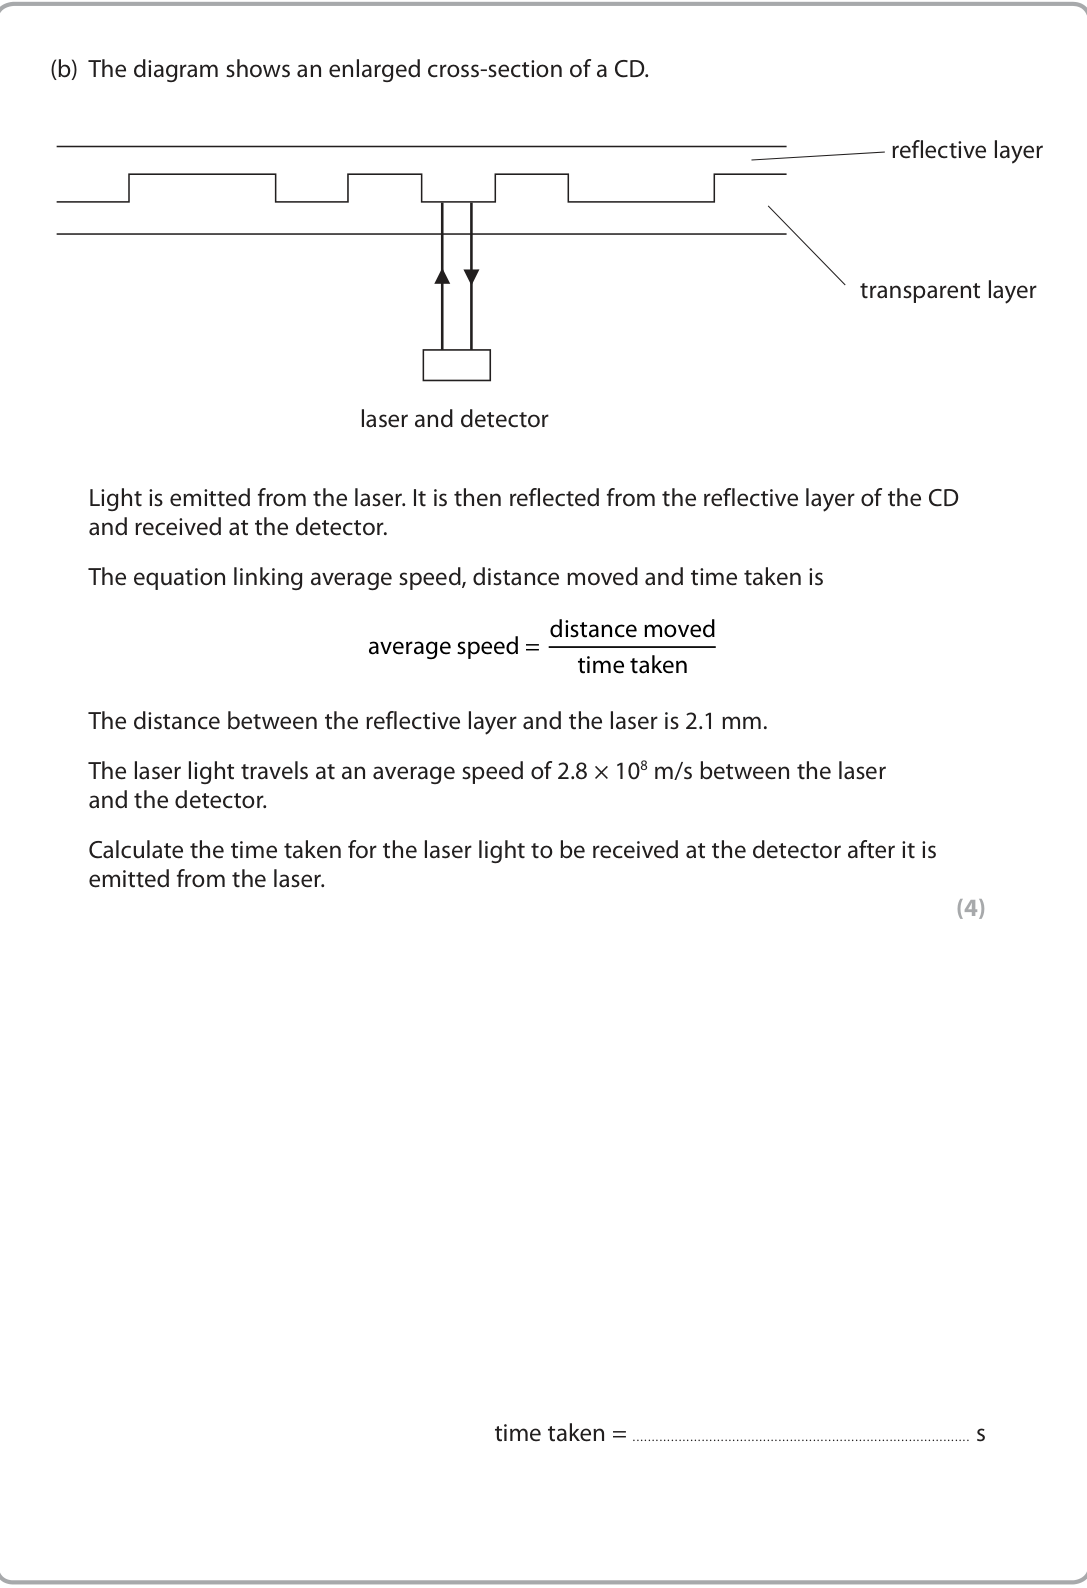 (b) The diagram shows an enlarged cross-section of a CD.
reflective layer
transparent layer
laser and detector
Light is emitted from the laser. It is then reflected from the reflective layer of the CD
and received at the detector.
The equation linking average speed, distance moved and time taken is
average speed = distance moved / time taken
The distance between the reflective layer and the laser is 2.1 mm.
The laser light travels at an average speed of 2.8 × 10⁸ m/s between the laser
and the detector.
Calculate the time taken for the laser light to be received at the detector after it is
emitted from the laser.
(4)
time taken = ........................................ s